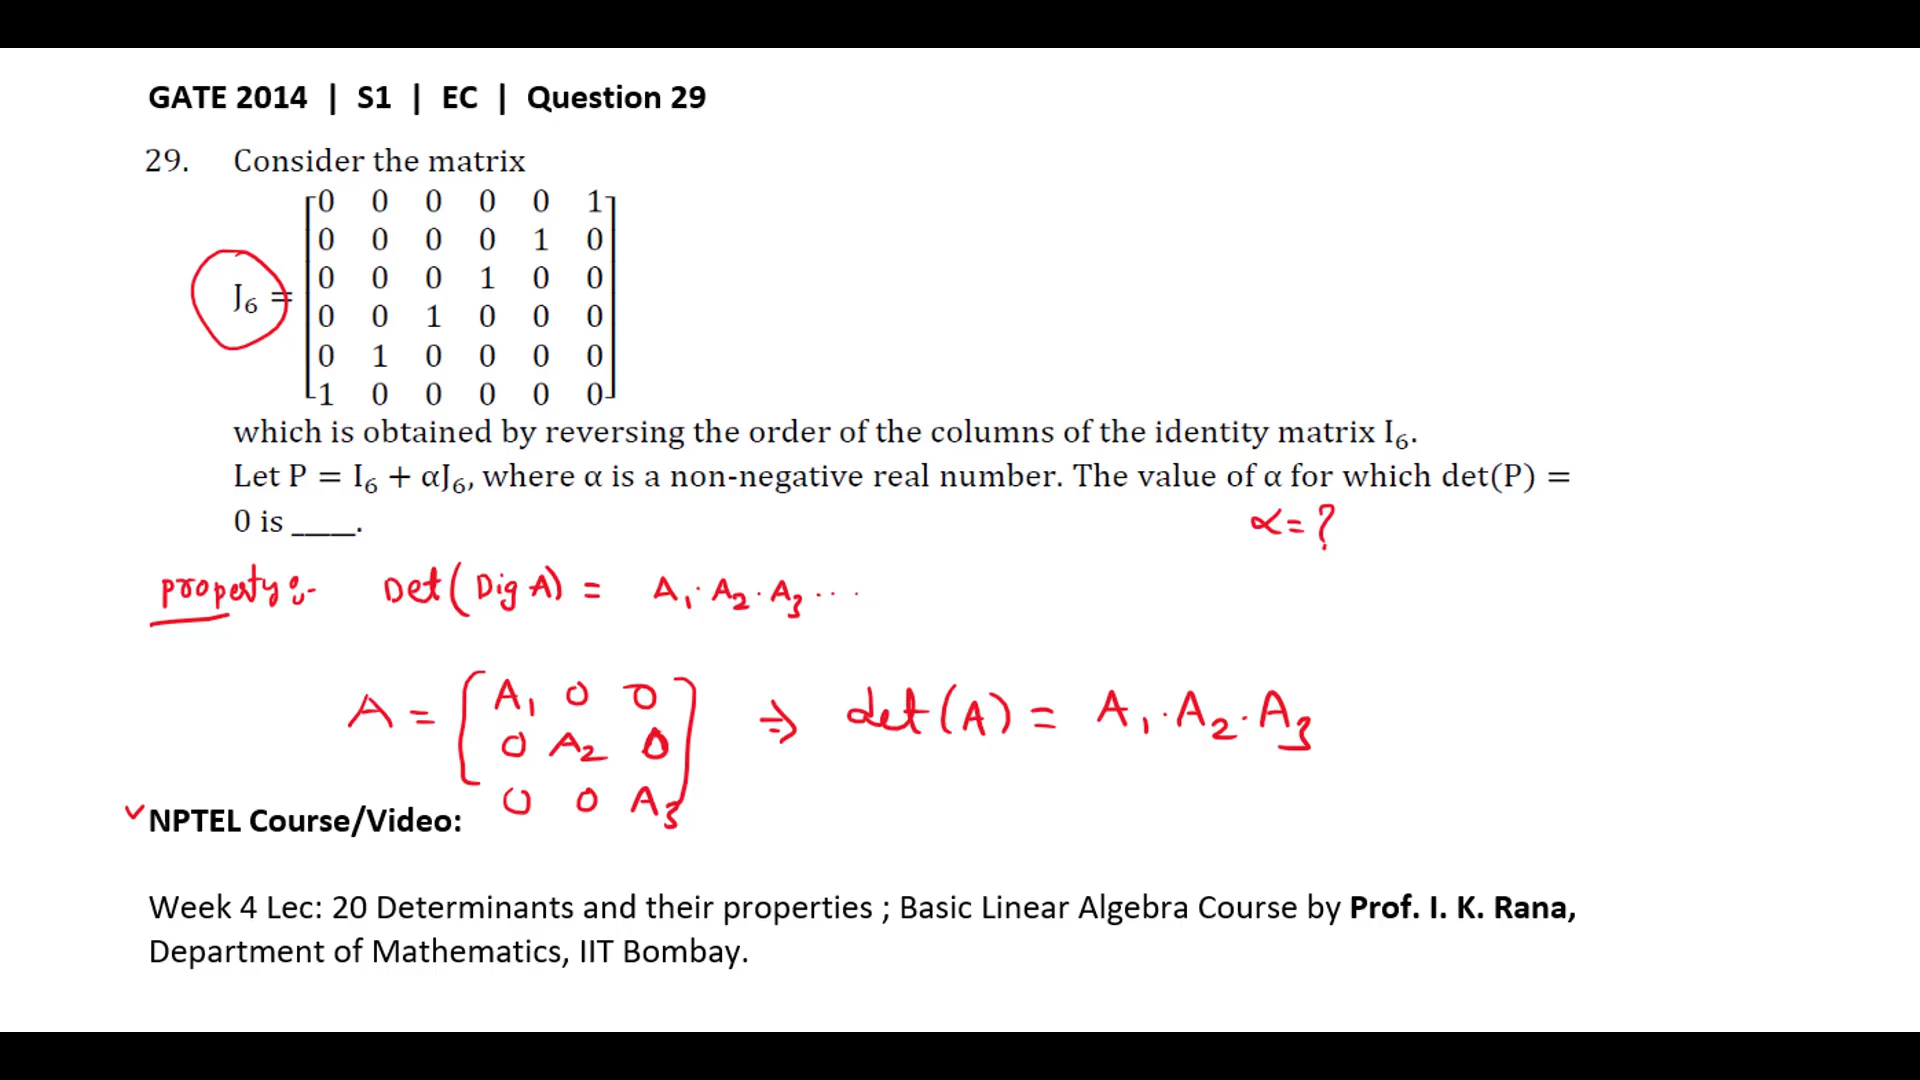 GATE 2014 | S1 | EC | Question 29
29. Consider the matrix
0 0 0 0 0 1
0 0 0 0 1 0
0 0 0 1 0 0
J₆ =
0 0 1 0 0 0
0 1 0 0 0 0
1 0 0 0 0 0
which is obtained by reversing the order of the columns of the identity matrix I₆.
Let P = I₆ + αJ₆, where α is a non-negative real number. The value of α for which det(P) =
0 is ____.
α = ?
property:- Det(Dig A) = A₁ · A₂ · A₃ ....
A = [A₁ 0 0
0 A₂ 0
0 0 A₃]
⇒ det(A) = A₁ · A₂ · A₃
✓ NPTEL Course/Video:
Week 4 Lec: 20 Determinants and their properties ; Basic Linear Algebra Course by Prof. I. K. Rana,
Department of Mathematics, IIT Bombay.